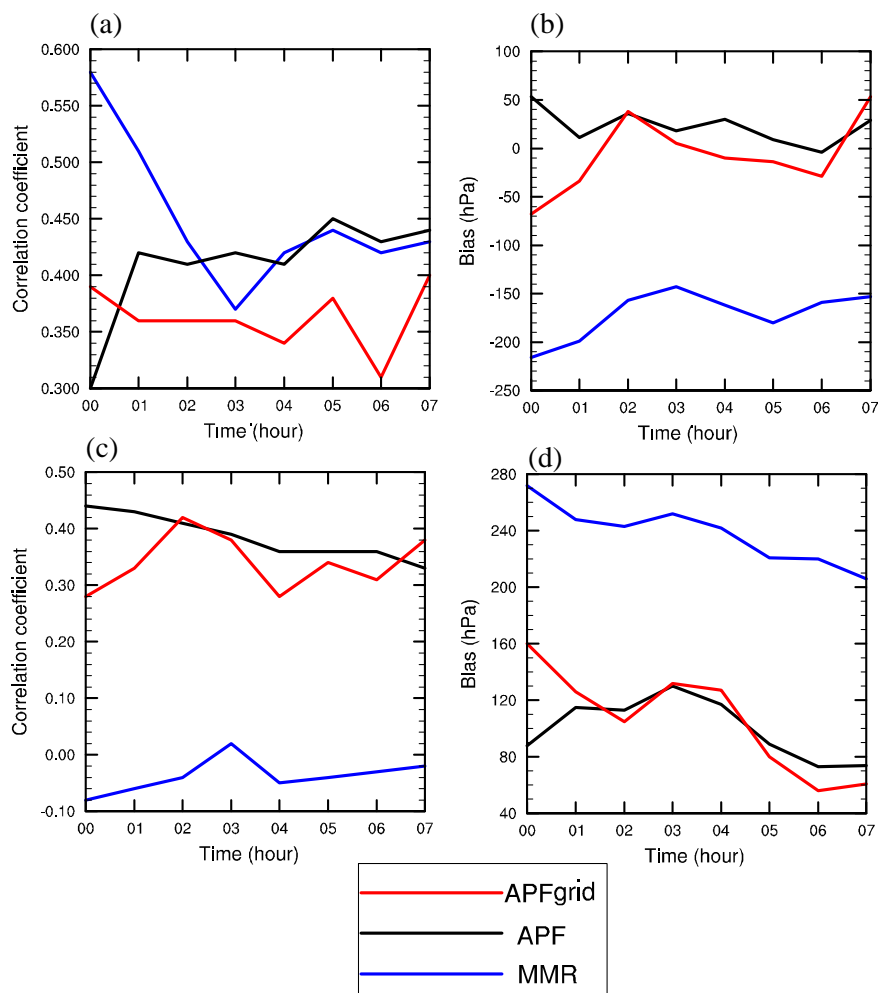 (a)
0.600
0.550
0.500
0.450
0.400
0.350
0.300
Correlation coefficient
00 01 02 03 04 05 06 07
Time (hour)
(b)
100
50
0
-50
-100
-150
-200
-250
Bias (hPa)
00 01 02 03 04 05 06 07
Time (hour)
(c)
0.50
0.40
0.30
0.20
0.10
0.00
-0.10
Correlation coefficient
00 01 02 03 04 05 06 07
Time (hour)
(d)
280
240
200
160
120
80
40
Bias (hPa)
00 01 02 03 04 05 06 07
Time (hour)
APFgrid
APF
MMR